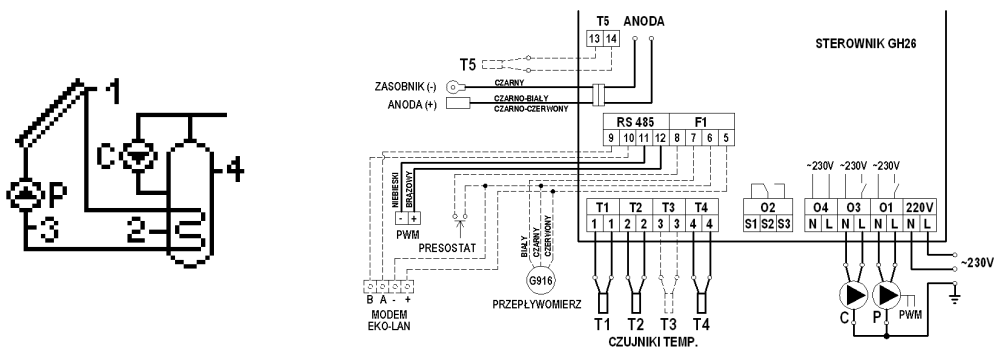 1
C
P
2
3
4
T5 ANODA
13 14
STEROWNIK GH26
T5
ZASOBNIK (-)
CZARNY
ANODA (+)
CZARNO-BIAŁY
CZARNO-CZERWONY
RS 485 F1
9 10 11 12 8 7 6 5
NIEBIESKI
BRĄZOWY
- +
PWM
PRESOSTAT
BIAŁY
CZARNY
CZERWONY
G916
PRZEPŁYWOMIERZ
B A - +
MODEM
EKO-LAN
T1 T2 T3 T4
1 1 2 2 3 3 4 4
T1 T2 T3 T4
CZUJNIKI TEMP.
O2
S1 S2 S3
~230V ~230V ~230V
O4 O3 O1 220V
N L N L N L N L
~230V
C P PWM